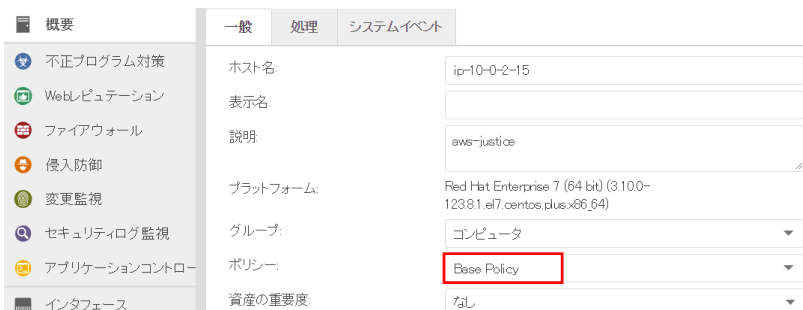 概要
不正プログラム対策
Webレピュテーション
ファイアウォール
侵入防御
変更監視
セキュリティログ監視
アプリケーションコントロー
インタフェース
一般 処理 システムイベント
ホスト名: ip-10-0-2-15
表示名:
説明: aws-justice
プラットフォーム: Red Hat Enterprise 7 (64 bit) (3.10.0-
123.8.1.el7.centos.plus.x86_64)
グループ: コンピュータ
ポリシー: Base Policy
資産の重要度: なし